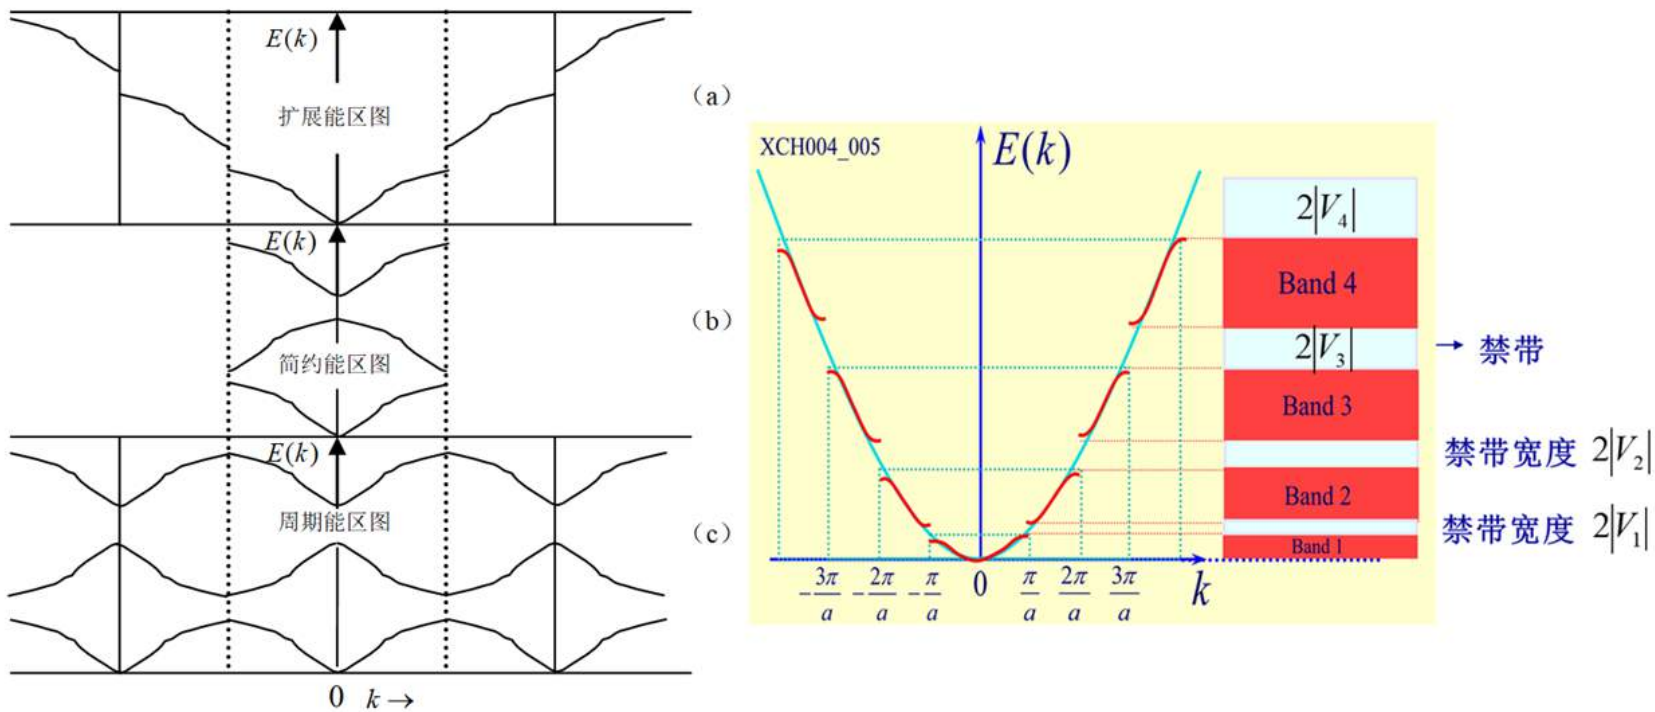 E(k)
扩展能区图
(a)
E(k)
简约能区图
(b)
E(k)
周期能区图
(c)
0 k→
XCH004_005
E(k)
2|V₄|
Band 4
2|V₃|
→ 禁带
Band 3
禁带宽度 2|V₂|
Band 2
禁带宽度 2|V₁|
Band 1
-3π/a -2π/a -π/a 0 π/a 2π/a 3π/a k